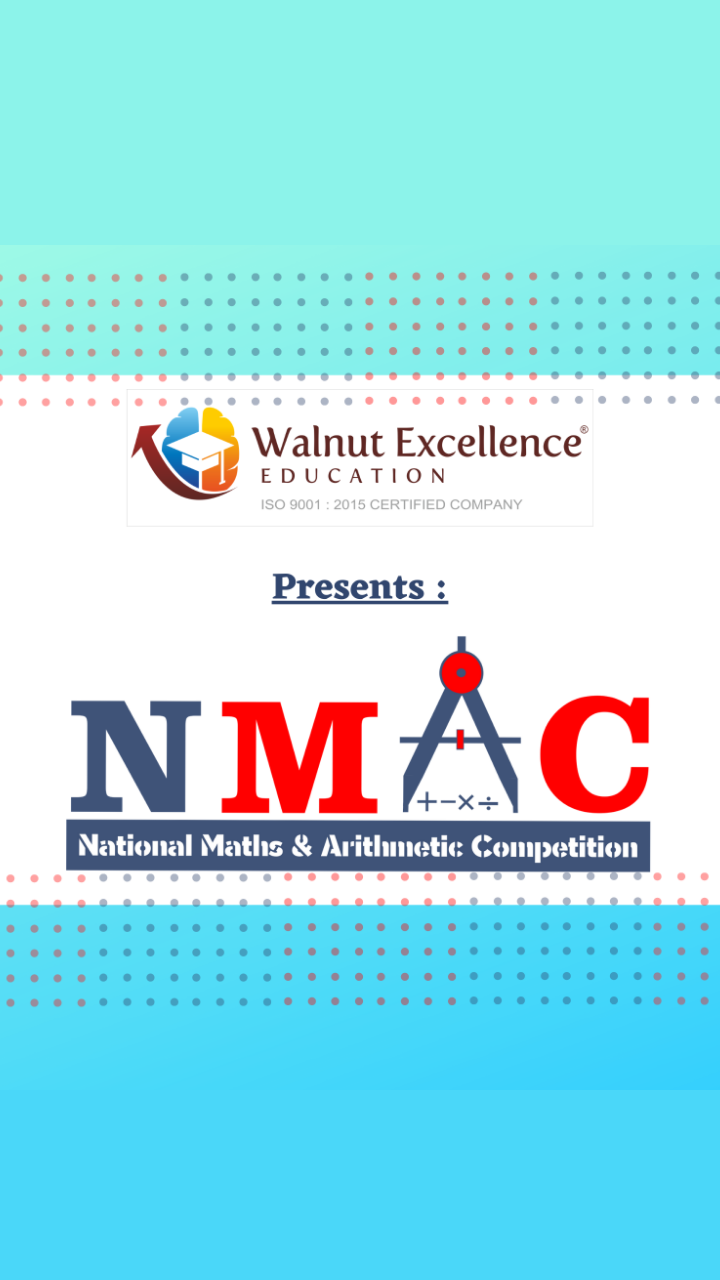 Walnut Excellence®
EDUCATION
ISO 9001 : 2015 CERTIFIED COMPANY
Presents :
NMAC
+−×÷
National Maths & Arithmetic Competition